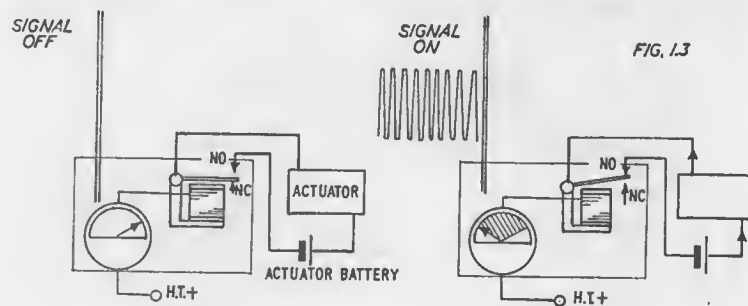 SIGNAL
OFF
NO
NC
ACTUATOR
ACTUATOR BATTERY
H.T.+
SIGNAL
ON
FIG. 1.3
NO
NC
H.T.+